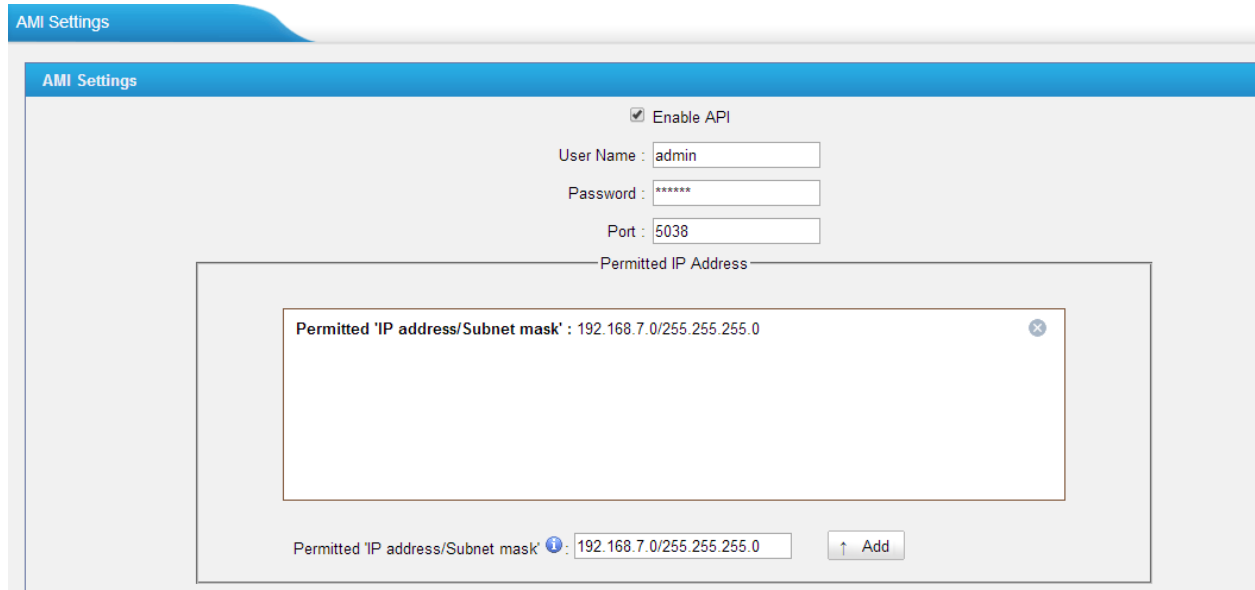 AMI Settings
AMI Settings
Enable API
User Name : admin
Password : ******
Port : 5038
Permitted IP Address
Permitted 'IP address/Subnet mask' : 192.168.7.0/255.255.255.0
Permitted 'IP address/Subnet mask' : 192.168.7.0/255.255.255.0 ↑ Add